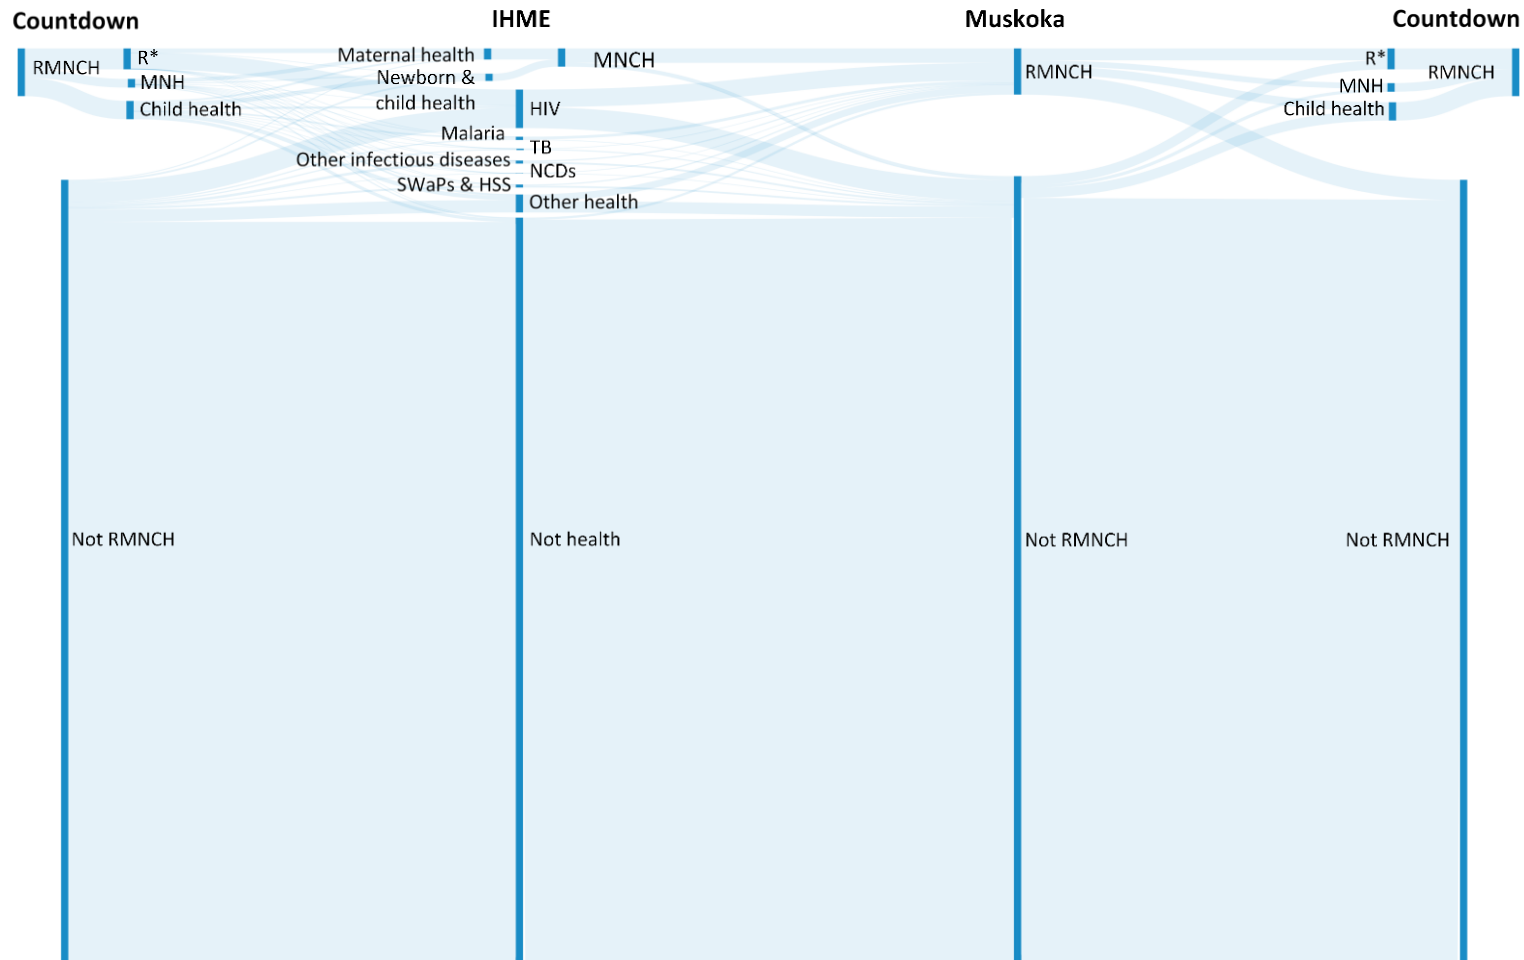 Countdown
IHME
Muskoka
Countdown
RMNCH
R*
MNH
Child health
Maternal health
Newborn &
child health
MNCH
HIV
Malaria
TB
Other infectious diseases
NCDs
SWaPs & HSS
Other health
RMNCH
R*
MNH
Child health
RMNCH
Not RMNCH
Not health
Not RMNCH
Not RMNCH